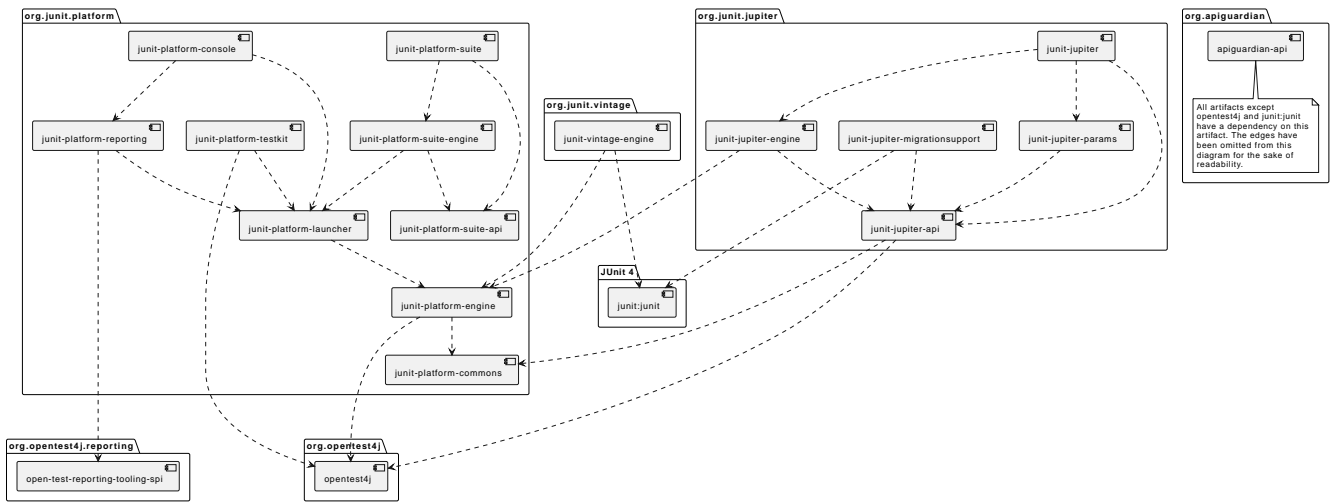 org.junit.platform
org.junit.jupiter
org.apiguardian
junit-platform-console
junit-platform-suite
junit-jupiter
apiguardian-api
org.junit.vintage
All artifacts except
opentest4j and junit:junit
have a dependency on this
artifact. The edges have
been omitted from this
diagram for the sake of
readability.
junit-platform-reporting
junit-platform-testkit
junit-platform-suite-engine
junit-vintage-engine
junit-jupiter-engine
junit-jupiter-migrationsupport
junit-jupiter-params
junit-platform-launcher
junit-platform-suite-api
junit-jupiter-api
JUnit 4
junit-platform-engine
junit:junit
junit-platform-commons
org.opentest4j.reporting
org.opentest4j
open-test-reporting-tooling-spi
opentest4j